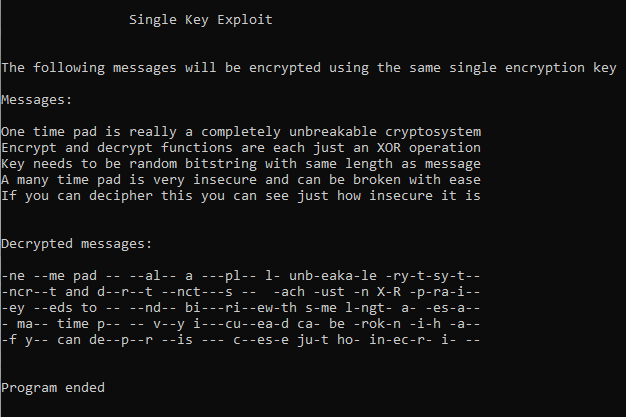 Single Key Exploit
The following messages will be encrypted using the same single encryption key
Messages:
One time pad is really a completely unbreakable cryptosystem
Encrypt and decrypt functions are each just an XOR operation
Key needs to be random bitstring with same length as message
A many time pad is very insecure and can be broken with ease
If you can decipher this you can see just how insecure it is
Decrypted messages:
-ne --me pad -- --al-- a ---pl-- l- unb-eaka-le -ry-t-sy-t--
-ncr--t and d--r--t --nct---s --  -ach -ust -n X-R -p-ra-i--
-ey --eds to -- --nd-- bi---ri--ew-th s-me l-ngt- a- -es-a--
- ma-- time p-- -- v--y i---cu--ea-d ca- be -rok-n -i-h -a--
-f y-- can de--p--r --is --- c--es-e ju-t ho- in-ec-r- i- --
Program ended